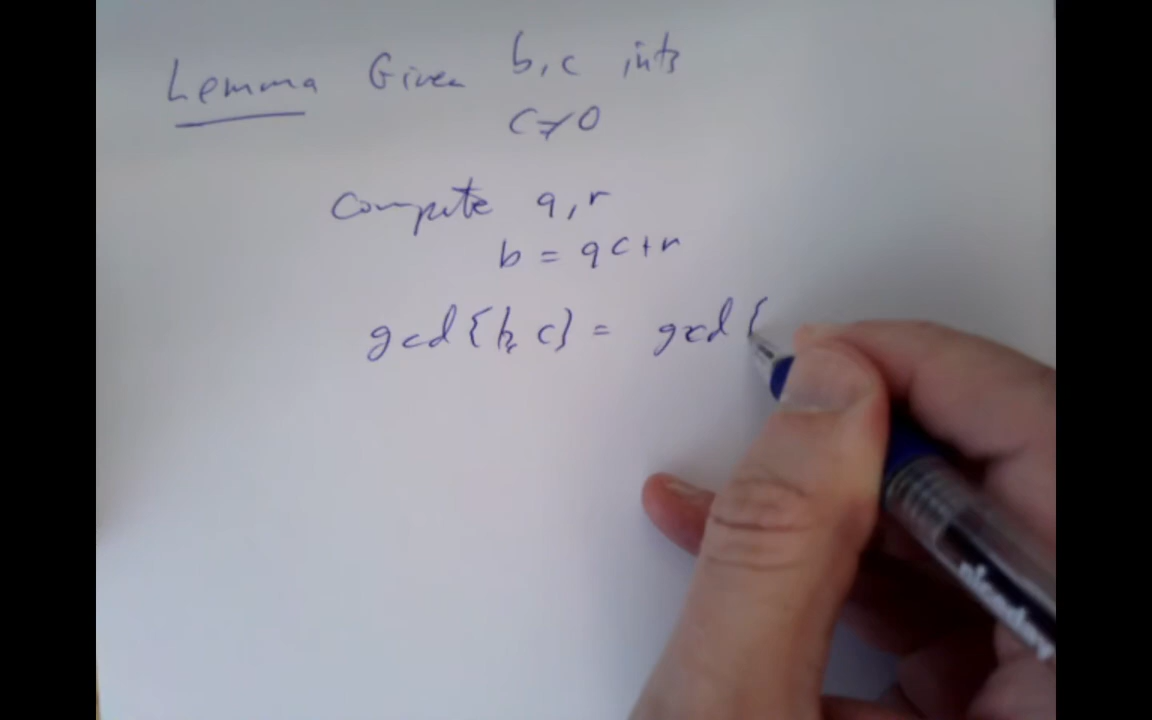 Lemma Given b, c ints
c ≠ 0
compute q, r
b = qc + r
gcd {b, c} = gcd {